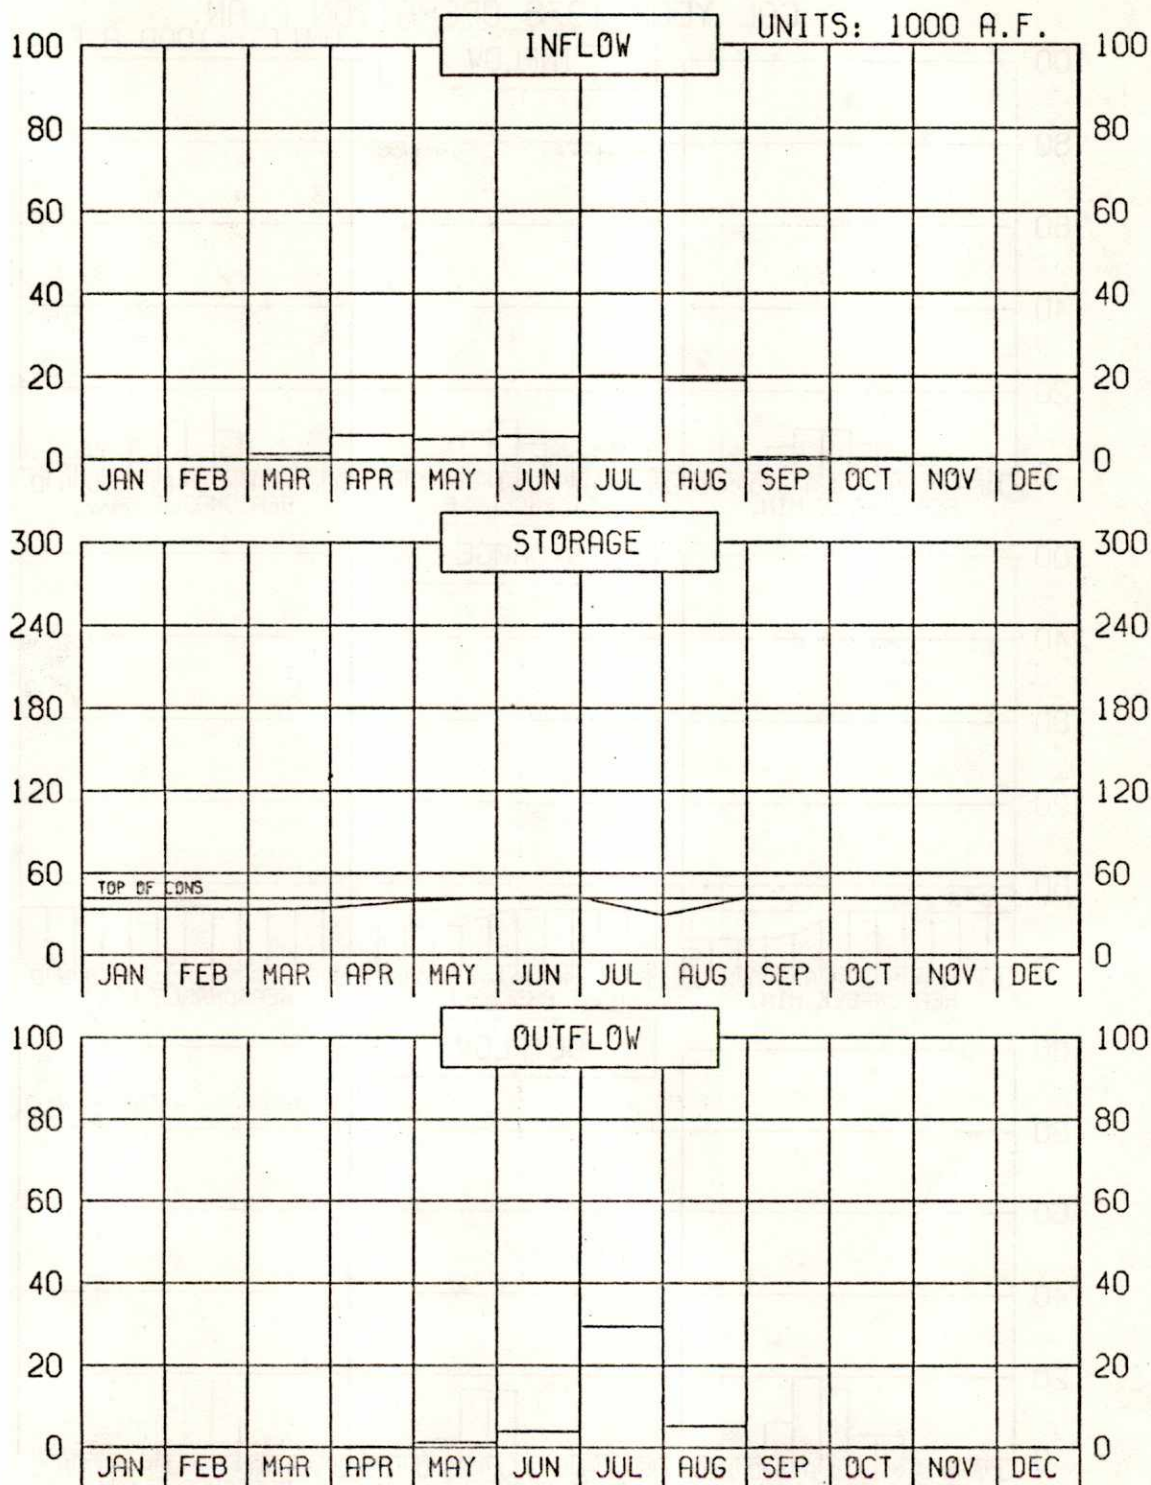 UNITS: 1000 A.F.
INFLOW
100 100
80 80
60 60
40 40
20 20
0 0
JAN FEB MAR APR MAY JUN JUL AUG SEP OCT NOV DEC
STORAGE
300 300
240 240
180 180
120 120
60 60
TOP OF CONS
0 0
JAN FEB MAR APR MAY JUN JUL AUG SEP OCT NOV DEC
OUTFLOW
100 100
80 80
60 60
40 40
20 20
0 0
JAN FEB MAR APR MAY JUN JUL AUG SEP OCT NOV DEC